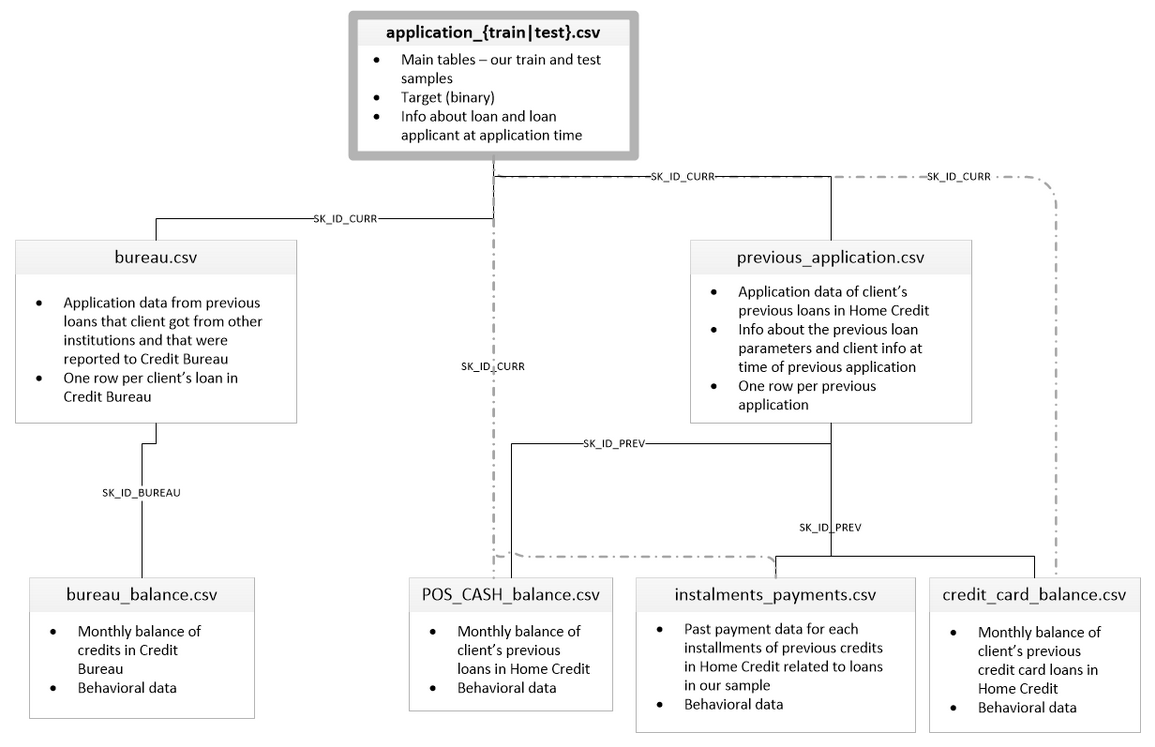 application_{train|test}.csv
• Main tables – our train and test
samples
• Target (binary)
• Info about loan and loan
applicant at application time
SK_ID_CURR
SK_ID_CURR
SK_ID_CURR
bureau.csv
• Application data from previous
loans that client got from other
institutions and that were
reported to Credit Bureau
• One row per client’s loan in
Credit Bureau
previous_application.csv
• Application data of client’s
previous loans in Home Credit
• Info about the previous loan
parameters and client info at
time of previous application
• One row per previous
application
SK_ID_CURR
SK_ID_PREV
SK_ID_BUREAU
SK_ID_PREV
bureau_balance.csv
• Monthly balance of
credits in Credit
Bureau
• Behavioral data
POS_CASH_balance.csv
• Monthly balance of
client’s previous
loans in Home Credit
• Behavioral data
instalments_payments.csv
• Past payment data for each
installments of previous credits
in Home Credit related to loans
in our sample
• Behavioral data
credit_card_balance.csv
• Monthly balance of
client’s previous
credit card loans in
Home Credit
• Behavioral data